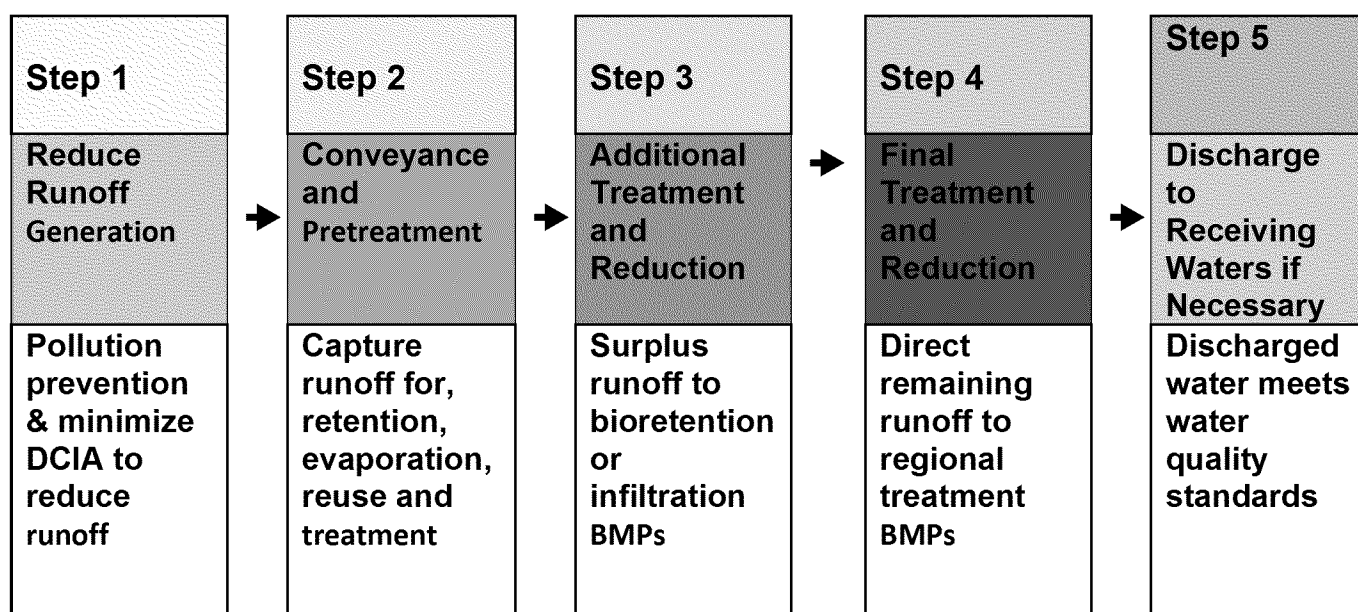 Step 1
Reduce
Runoff
Generation
Pollution
prevention
& minimize
DCIA to
reduce
runoff
Step 2
Conveyance
and
Pretreatment
Capture
runoff for,
retention,
evaporation,
reuse and
treatment
Step 3
Additional
Treatment
and
Reduction
Surplus
runoff to
bioretention
or
infiltration
BMPs
Step 4
Final
Treatment
and
Reduction
Direct
remaining
runoff to
regional
treatment
BMPs
Step 5
Discharge
to
Receiving
Waters if
Necessary
Discharged
water meets
water
quality
standards